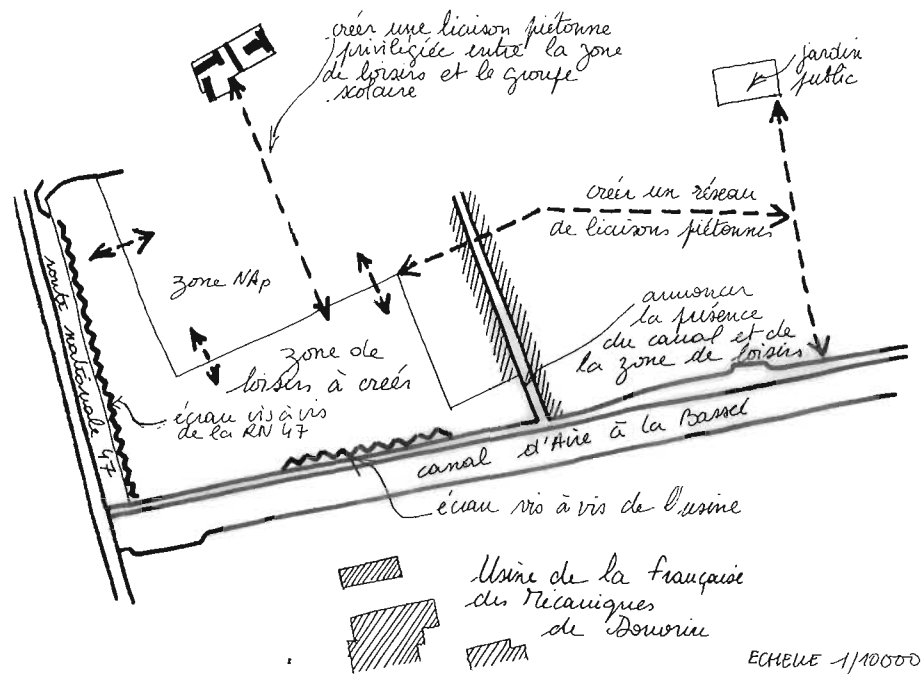 créer une liaison piétonne
privilégiée entre la zone
de loisirs et le groupe
scolaire
jardin
public
créer un réseau
de liaisons piétonnes
zone NAp
annoncer
la présence
du canal et de
la zone de loisirs
zone de
loisirs à créer
route nationale 47
écran vis à vis
de la RN 47
canal d'Aire à la Bassée
écran vis à vis de l'usine
Usine de la Française
des Mécaniques
de Douvrin
ECHELLE 1/10000